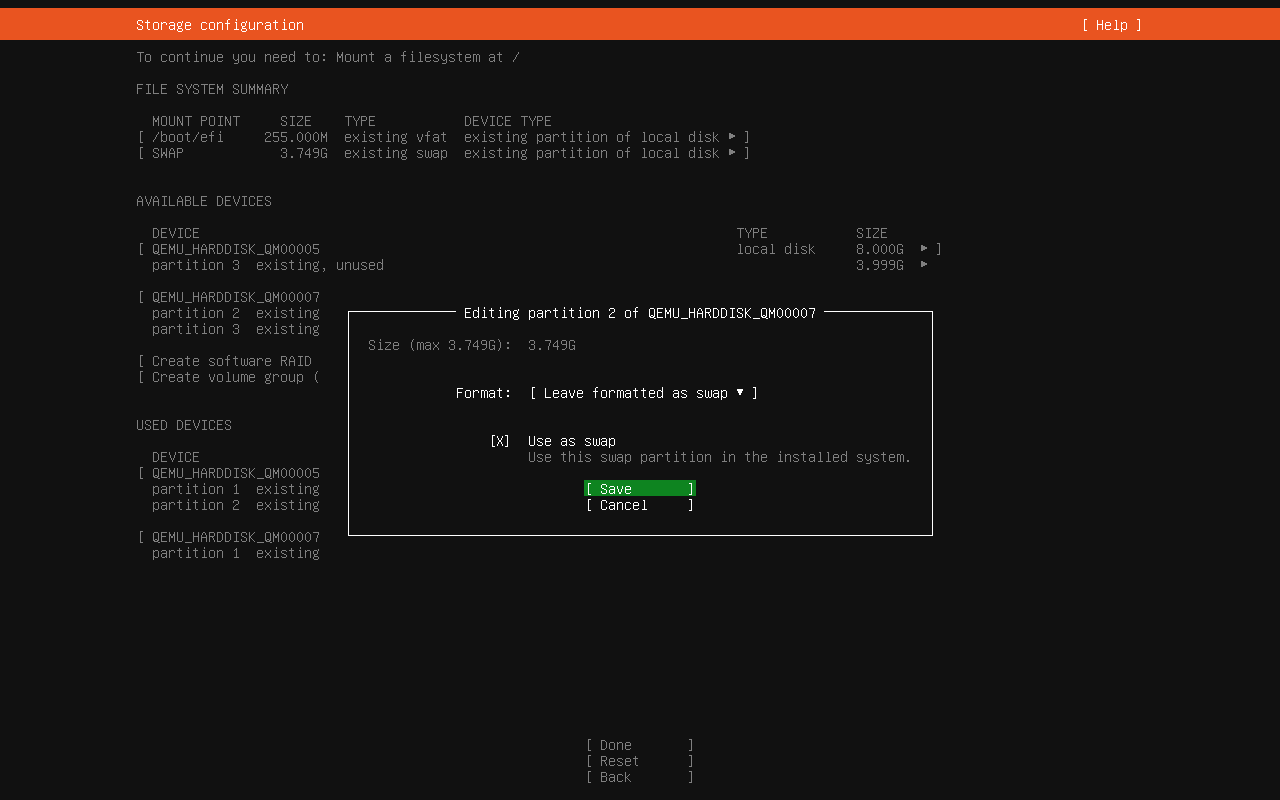 Storage configuration [ Help ]
To continue you need to: Mount a filesystem at /
FILE SYSTEM SUMMARY
MOUNT POINT SIZE TYPE DEVICE TYPE
[ /boot/efi 255.000M existing vfat existing partition of local disk ▸ ]
[ SWAP 3.749G existing swap existing partition of local disk ▸ ]
AVAILABLE DEVICES
DEVICE TYPE SIZE
[ QEMU_HARDDISK_QM00005 local disk 8.000G ▸ ]
partition 3 existing, unused 3.999G ▸
[ QEMU_HARDDISK_QM00007
partition 2 existing
partition 3 existing
[ Create software RAID
[ Create volume group (
Editing partition 2 of QEMU_HARDDISK_QM00007
Size (max 3.749G): 3.749G
Format: [ Leave formatted as swap ▾ ]
[X] Use as swap
Use this swap partition in the installed system.
[ Save ]
[ Cancel ]
USED DEVICES
DEVICE
[ QEMU_HARDDISK_QM00005
partition 1 existing
partition 2 existing
[ QEMU_HARDDISK_QM00007
partition 1 existing
[ Done ]
[ Reset ]
[ Back ]